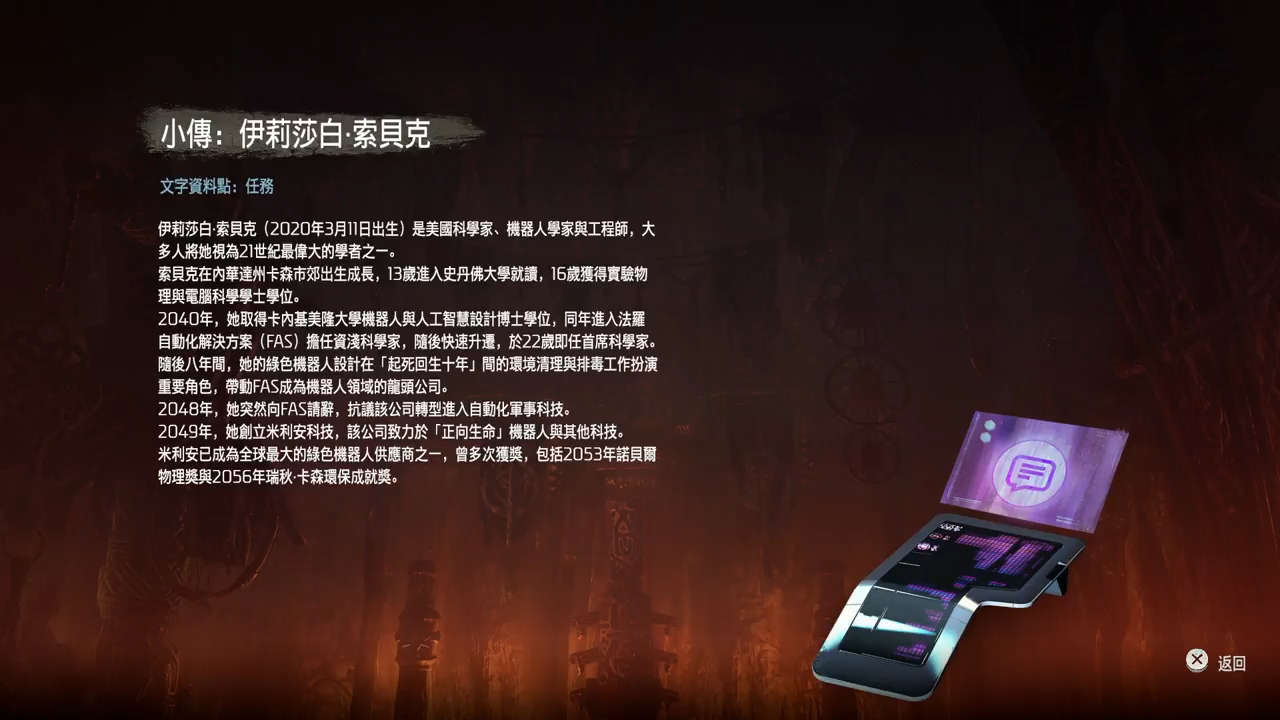 小傳：伊莉莎白·索貝克
文字資料點：任務
伊莉莎白·索貝克（2020年3月11日出生）是美國科學家、機器人學家與工程師，大
多人將她視為21世紀最偉大的學者之一。
索貝克在內華達州卡森市郊出生成長，13歲進入史丹佛大學就讀，16歲獲得實驗物
理與電腦科學學士學位。
2040年，她取得卡內基美隆大學機器人與人工智慧設計博士學位，同年進入法羅
自動化解決方案（FAS）擔任資淺科學家，隨後快速升遷，於22歲即任首席科學家。
隨後八年間，她的綠色機器人設計在「起死回生十年」間的環境清理與排毒工作扮演
重要角色，帶動FAS成為機器人領域的龍頭公司。
2048年，她突然向FAS請辭，抗議該公司轉型進入自動化軍事科技。
2049年，她創立米利安科技，該公司致力於「正向生命」機器人與其他科技。
米利安已成為全球最大的綠色機器人供應商之一，曾多次獲獎，包括2053年諾貝爾
物理獎與2056年瑞秋·卡森環保成就獎。
返回